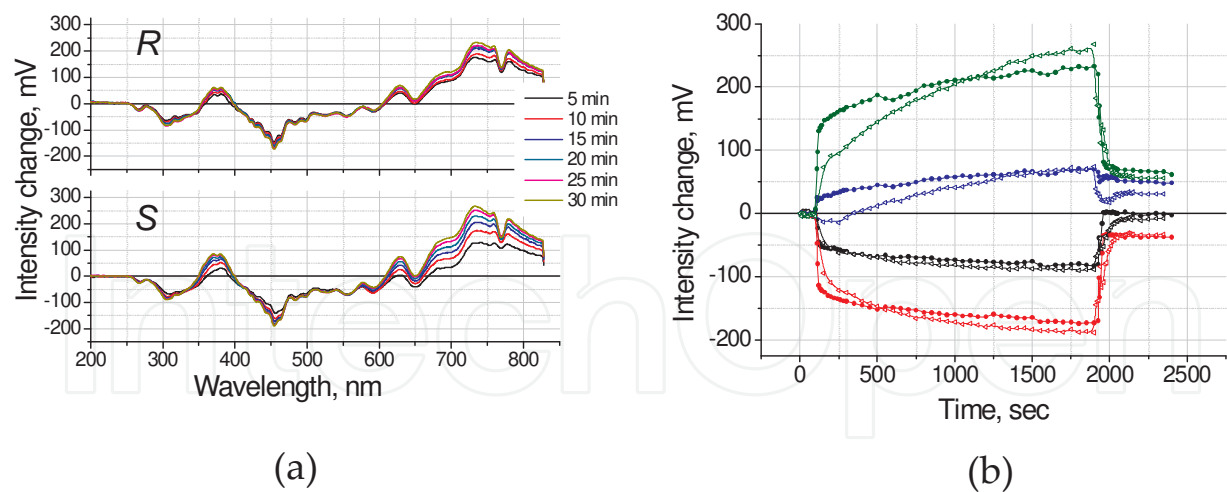 300
200
100
0
-100
-200
R
300
200
100
0
-100
-200
S
200 300 400 500 600 700 800
Intensity change, mV
Wavelength, nm
5 min
10 min
15 min
20 min
25 min
30 min
(a)
300
200
100
0
-100
-200
0 500 1000 1500 2000 2500
Intensity change, mV
Time, sec
(b)
intechopen